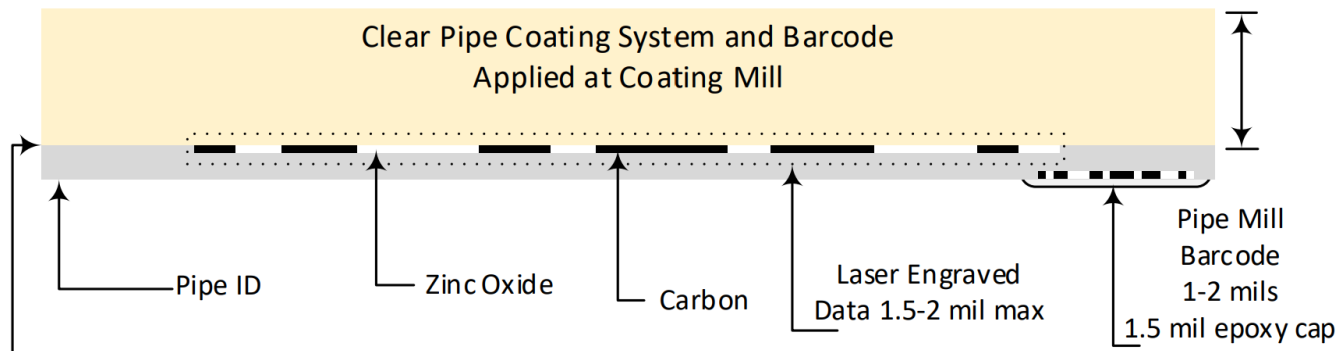 Clear Pipe Coating System and Barcode
Applied at Coating Mill
Pipe ID
Zinc Oxide
Carbon
Laser Engraved
Data 1.5-2 mil max
Pipe Mill
Barcode
1-2 mils
1.5 mil epoxy cap